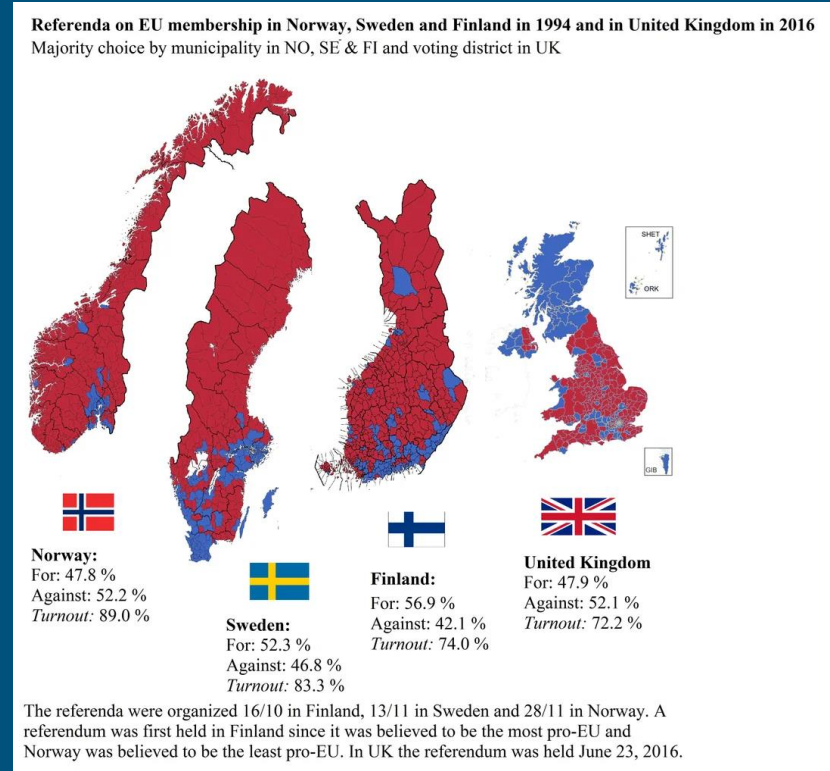 Referenda on EU membership in Norway, Sweden and Finland in 1994 and in United Kingdom in 2016
Majority choice by municipality in NO, SE & FI and voting district in UK
SHET
ORK
GIB
Norway:
For: 47.8 %
Against: 52.2 %
Turnout: 89.0 %
Sweden:
For: 52.3 %
Against: 46.8 %
Turnout: 83.3 %
Finland:
For: 56.9 %
Against: 42.1 %
Turnout: 74.0 %
United Kingdom
For: 47.9 %
Against: 52.1 %
Turnout: 72.2 %
The referenda were organized 16/10 in Finland, 13/11 in Sweden and 28/11 in Norway. A
referendum was first held in Finland since it was believed to be the most pro-EU and
Norway was believed to be the least pro-EU. In UK the referendum was held June 23, 2016.